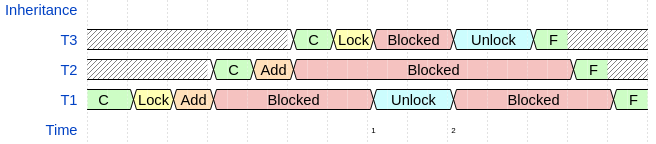 Inheritance
T3 C Lock Blocked Unlock F
T2 C Add Blocked F
T1 C Lock Add Blocked Unlock Blocked F
Time 1 2